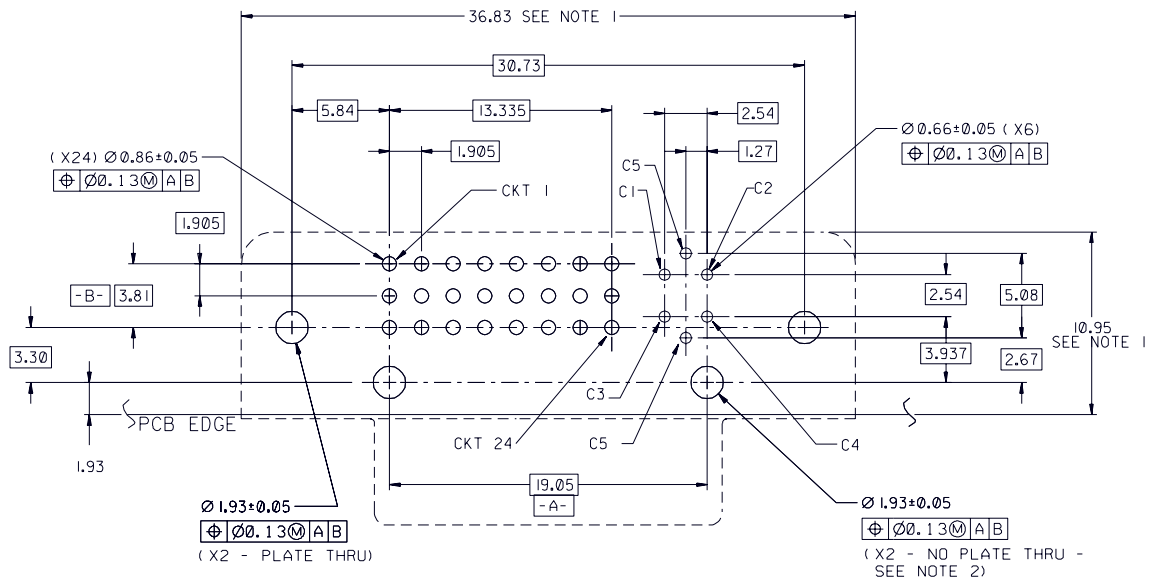 36.83 SEE NOTE 1
30.73
5.84
13.335
2.54
(X24) Ø0.86±0.05
⌖ Ø0.13Ⓜ A B
1.905
1.27
Ø0.66±0.05 (X6)
⌖ Ø0.13Ⓜ A B
C5
C1
C2
CKT 1
1.905
-B- 3.81
2.54
5.08
10.95
SEE NOTE 1
3.30
3.937
2.67
C3
PCB EDGE
CKT 24
C5
C4
1.93
19.05
-A-
Ø1.93±0.05
⌖ Ø0.13Ⓜ A B
(X2 - PLATE THRU)
Ø1.93±0.05
⌖ Ø0.13Ⓜ A B
(X2 - NO PLATE THRU -
SEE NOTE 2)